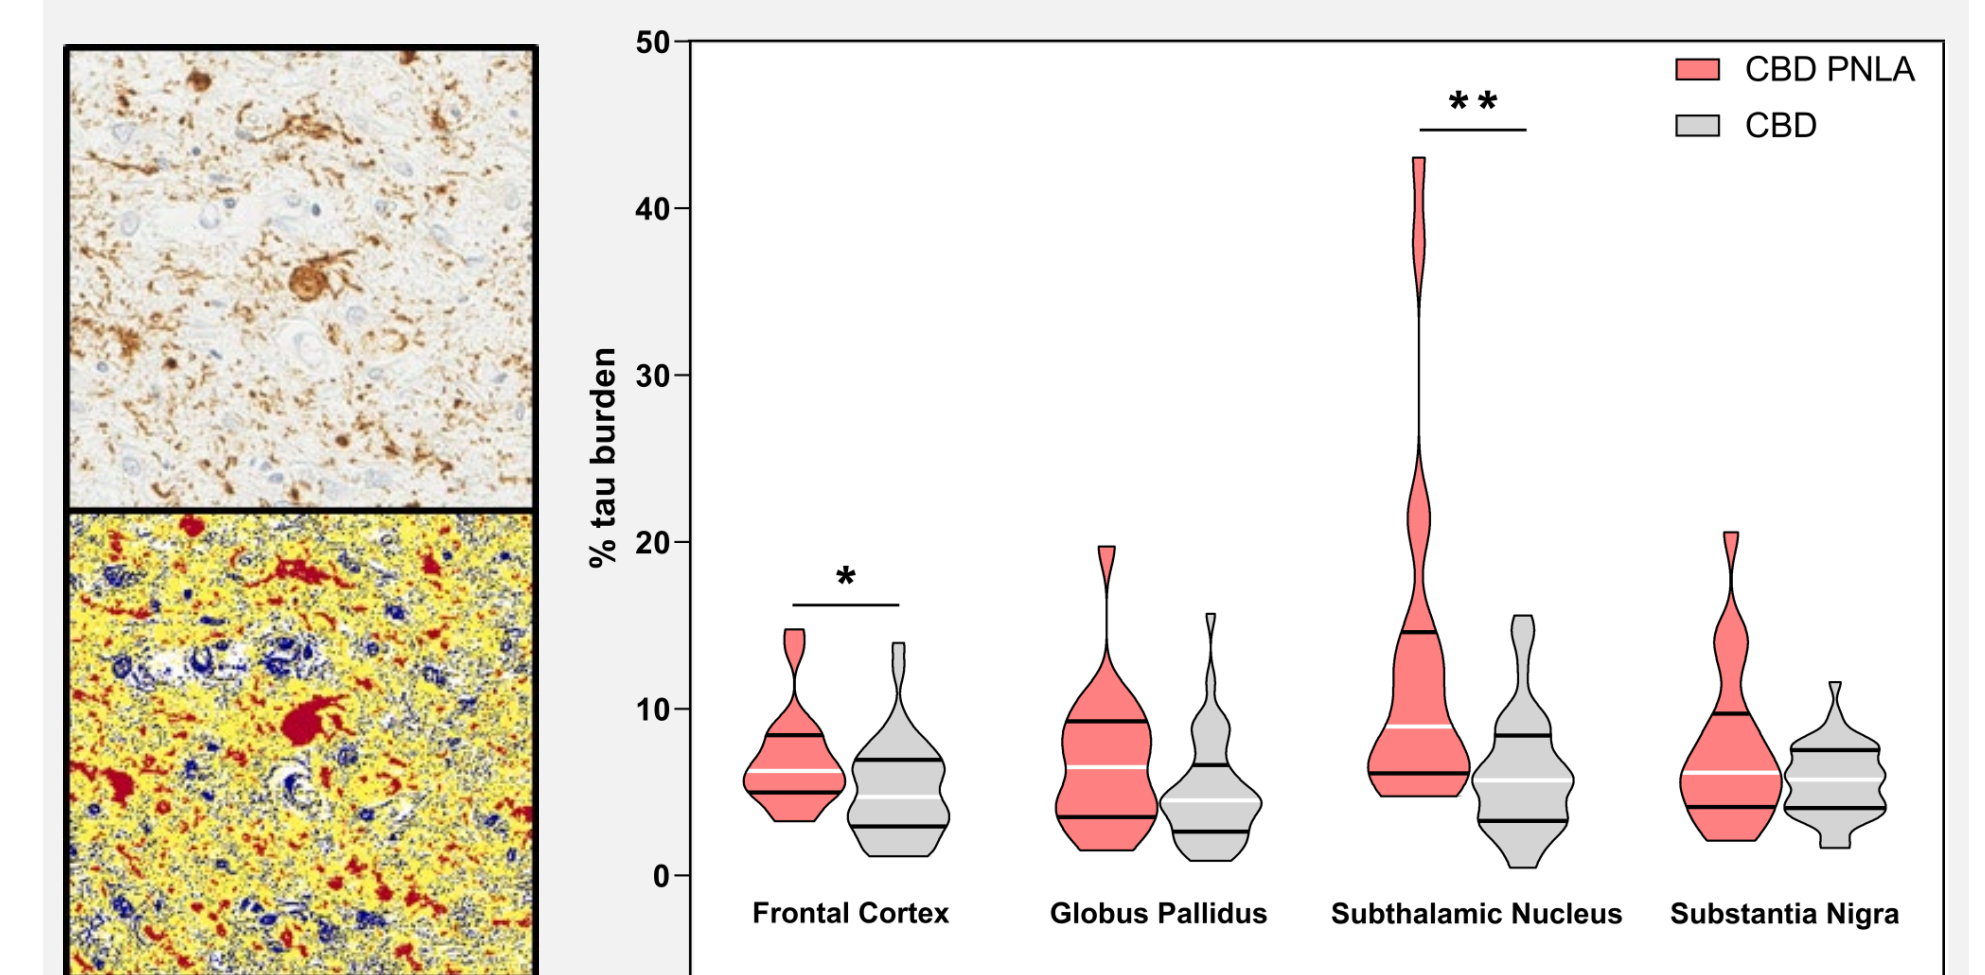 50
40
30
20
10
0
% tau burden
CBD PNLA
CBD
*
**
Frontal Cortex
Globus Pallidus
Subthalamic Nucleus
Substantia Nigra